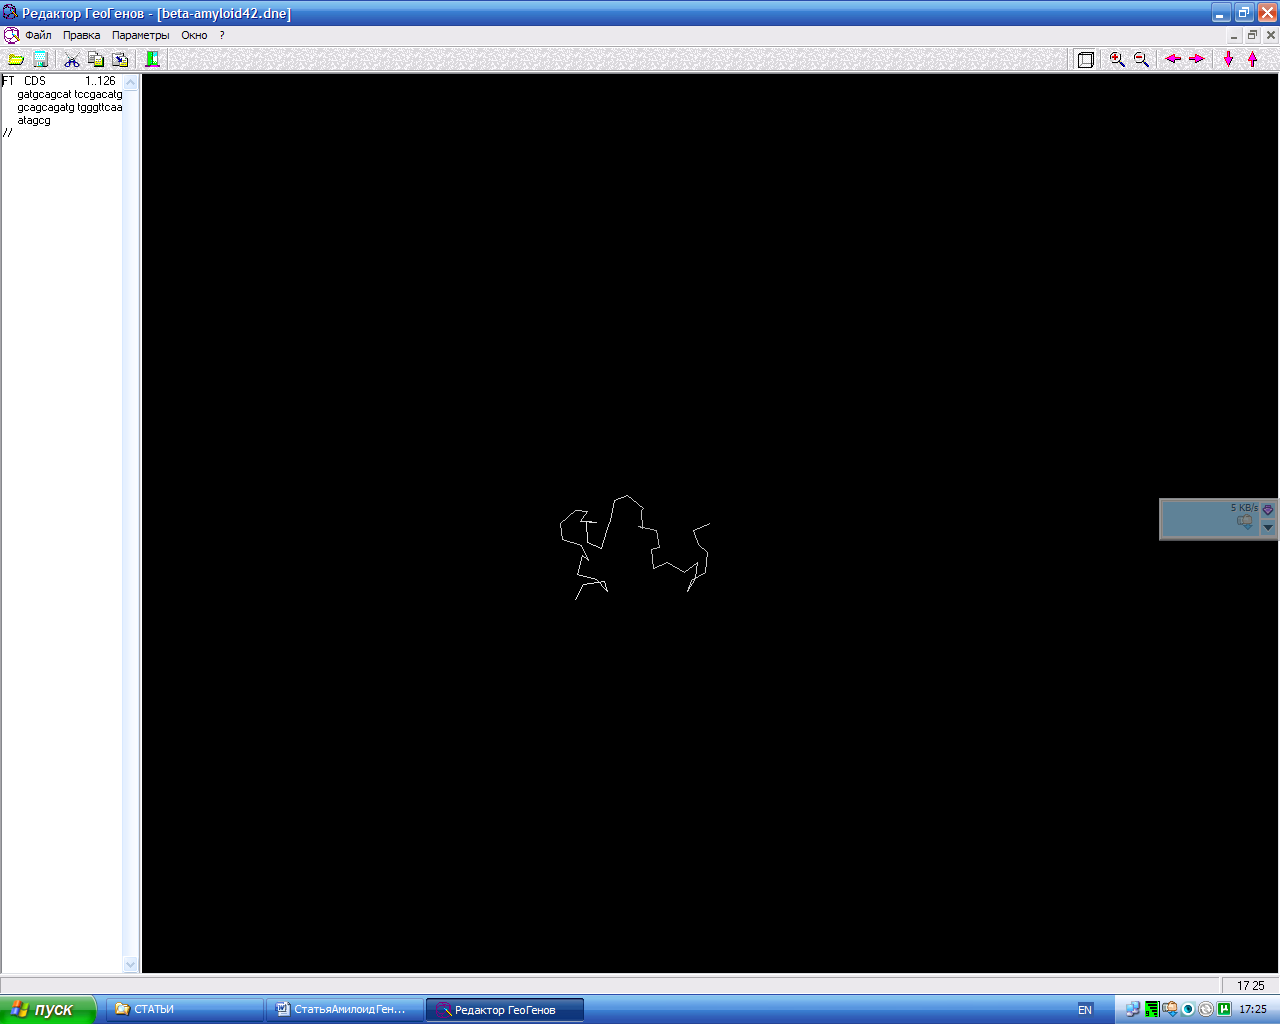 Редактор ГеоГенов - [beta-amyloid42.dne]
Файл Правка Параметры Окно ?
FT CDS 1..126
gatgcagcat tccgacatg
gcagcagatg tgggttcaa
atagcg
//
5 KB/s
17 25
пуск СТАТЬИ СтатьяАмилоидГен... Редактор ГеоГенов EN 17:25